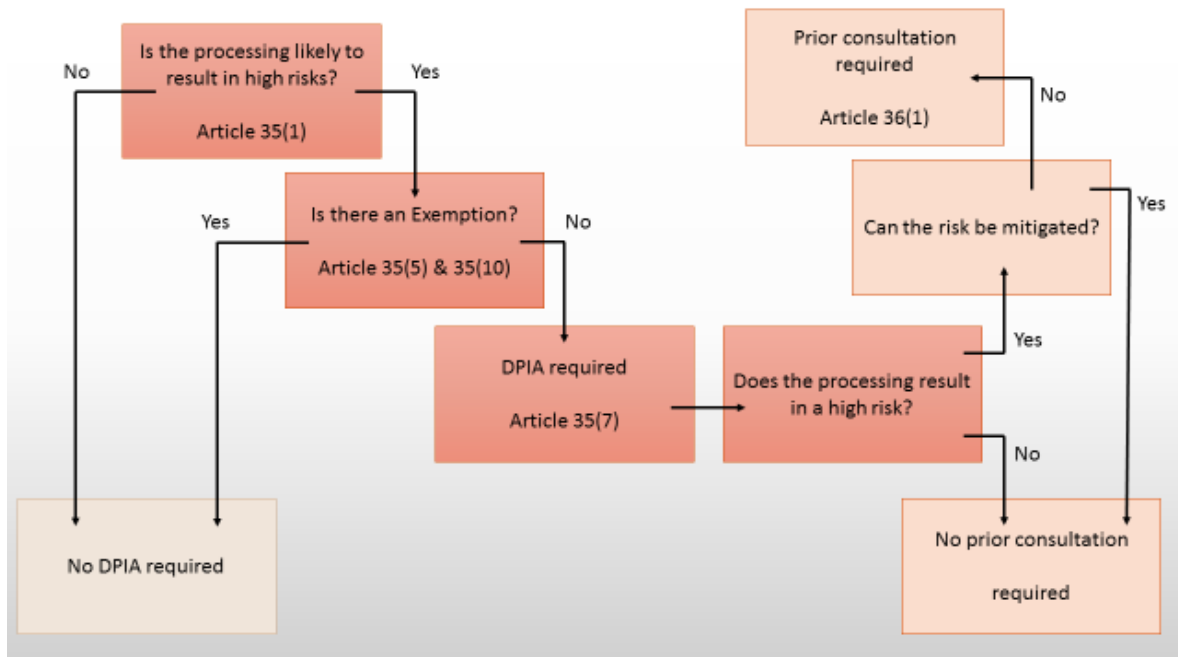 Is the processing likely to
result in high risks?
Article 35(1)
No
Yes
Is there an Exemption?
Article 35(5) & 35(10)
Yes
No
DPIA required
Article 35(7)
Does the processing result
in a high risk?
Yes
No
Can the risk be mitigated?
No
Yes
Prior consultation
required
Article 36(1)
No DPIA required
No prior consultation
required